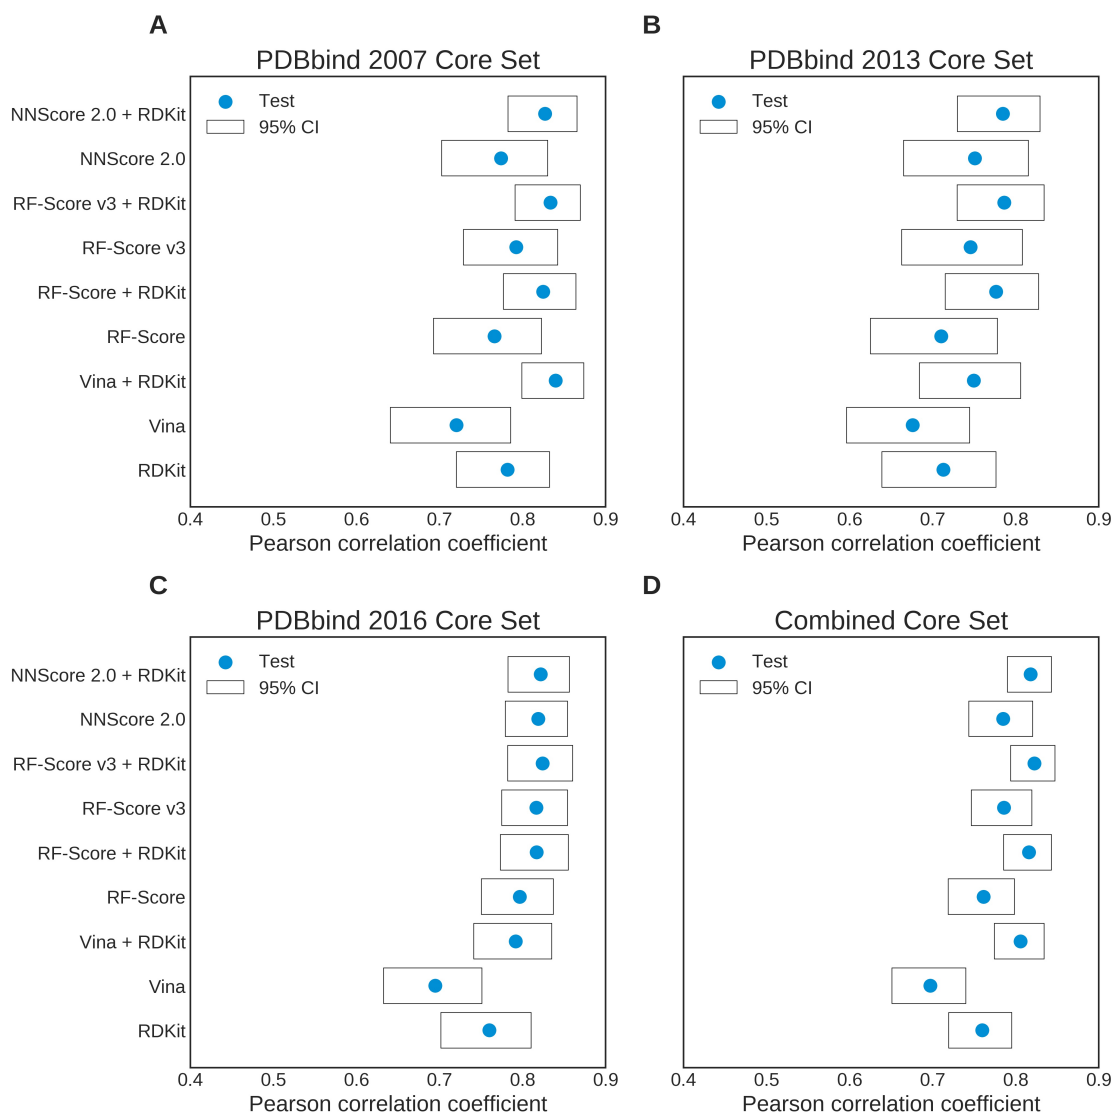 A
PDBbind 2007 Core Set
Test
95% CI
NNScore 2.0 + RDKit
NNScore 2.0
RF-Score v3 + RDKit
RF-Score v3
RF-Score + RDKit
RF-Score
Vina + RDKit
Vina
RDKit
0.4 0.5 0.6 0.7 0.8 0.9
Pearson correlation coefficient
B
PDBbind 2013 Core Set
Test
95% CI
0.4 0.5 0.6 0.7 0.8 0.9
Pearson correlation coefficient
C
PDBbind 2016 Core Set
Test
95% CI
NNScore 2.0 + RDKit
NNScore 2.0
RF-Score v3 + RDKit
RF-Score v3
RF-Score + RDKit
RF-Score
Vina + RDKit
Vina
RDKit
0.4 0.5 0.6 0.7 0.8 0.9
Pearson correlation coefficient
D
Combined Core Set
Test
95% CI
0.4 0.5 0.6 0.7 0.8 0.9
Pearson correlation coefficient